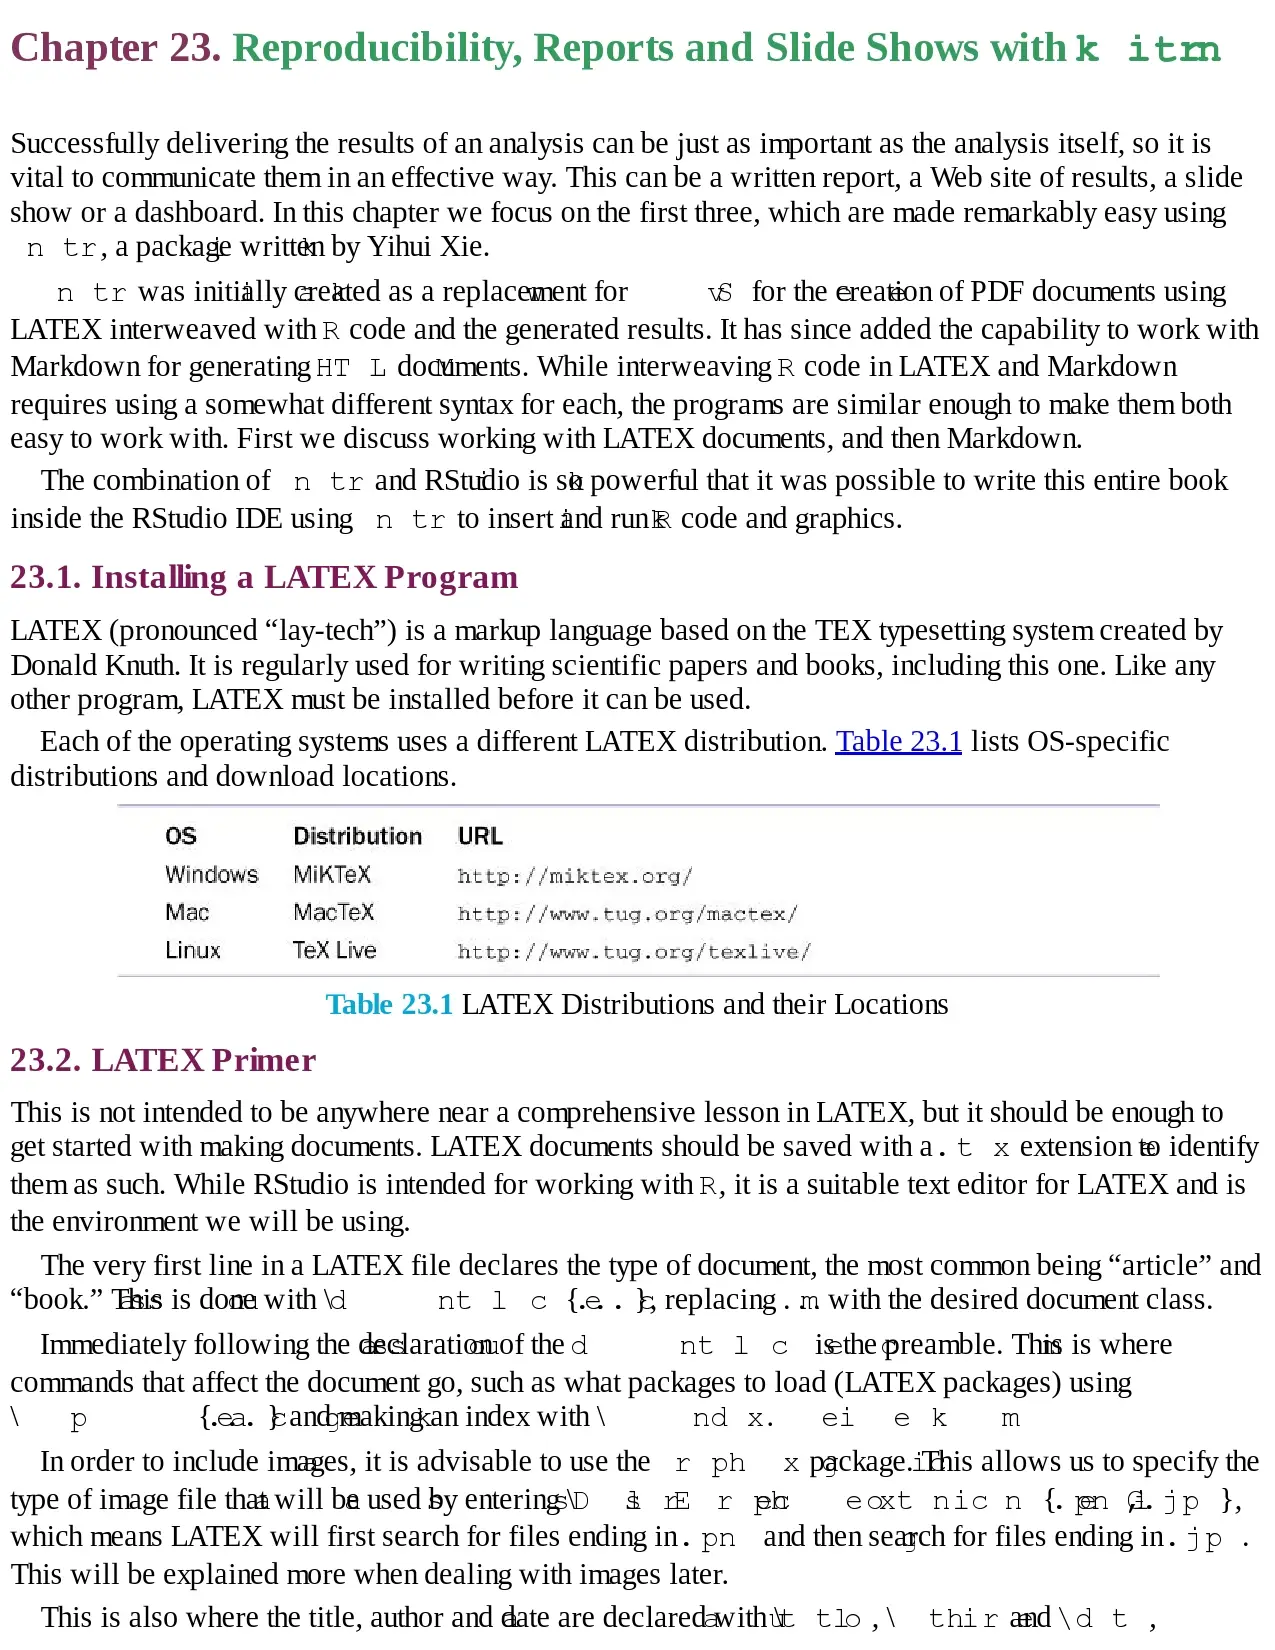 Chapter 23. Reproducibility, Reports and Slide Shows with
Successfully delivering the results of an analysis can be just as important as the analysis itself, so it is
vital to communicate them in an effective way. This can be a written report, a Web site of results, a slide
show or a dashboard. In this chapter we focus on the first three, which are made remarkably easy using
, a package written by Yihui Xie.
was initially created as a replacement for for the creation of PDF documents using
LATEX interweaved with R code and the generated results. It has since added the capability to work with
Markdown for generating documents. While interweaving R code in LATEX and Markdown
requires using a somewhat different syntax for each, the programs are similar enough to make them both
easy to work with. First we discuss working with LATEX documents, and then Markdown.
The combination of and RStudio is so powerful that it was possible to write this entire book
inside the RStudio IDE using to insert and run R code and graphics.
23.1. Installing a LATEX Program
LATEX (pronounced “lay-tech”) is a markup language based on the TEX typesetting system created by
Donald Knuth. It is regularly used for writing scientific papers and books, including this one. Like any
other program, LATEX must be installed before it can be used.
Each of the operating systems uses a different LATEX distribution. Table 23.1 lists OS-specific
distributions and download locations.
OS Distribution URL
Windows MiKTeX http://miktex.org/
Mac MacTeX http://www.tug.org/mactex/
Linux TeX Live http://www.tug.org/texlive/
Table 23.1 LATEX Distributions and their Locations
23.2. LATEX Primer
This is not intended to be anywhere near a comprehensive lesson in LATEX, but it should be enough to
get started with making documents. LATEX documents should be saved with a extension to identify
them as such. While RStudio is intended for working with R, it is a suitable text editor for LATEX and is
the environment we will be using.
The very first line in a LATEX file declares the type of document, the most common being “article” and
“book.” This is done with , replacing ... with the desired document class.
Immediately following the declaration of the is the preamble. This is where
commands that affect the document go, such as what packages to load (LATEX packages) using
and making an index with
In order to include images, it is advisable to use the package. This allows us to specify the
type of image file that will be used by entering ,
which means LATEX will first search for files ending in and then search for files ending in .
This will be explained more when dealing with images later.
This is also where the title, author and date are declared with , and ,